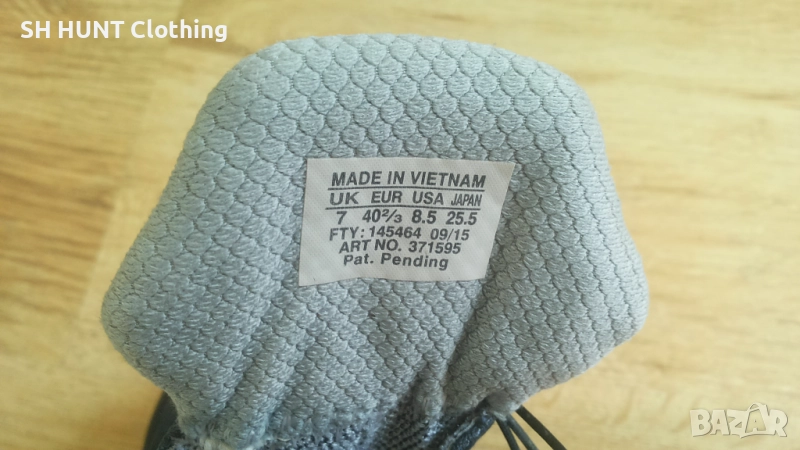 SH HUNT Clothing
MADE IN VIETNAM
UK EUR USA JAPAN
7 40²/₃ 8.5 25.5
FTY: 145464 09/15
ART NO. 371595
Pat. Pending
BAZAR